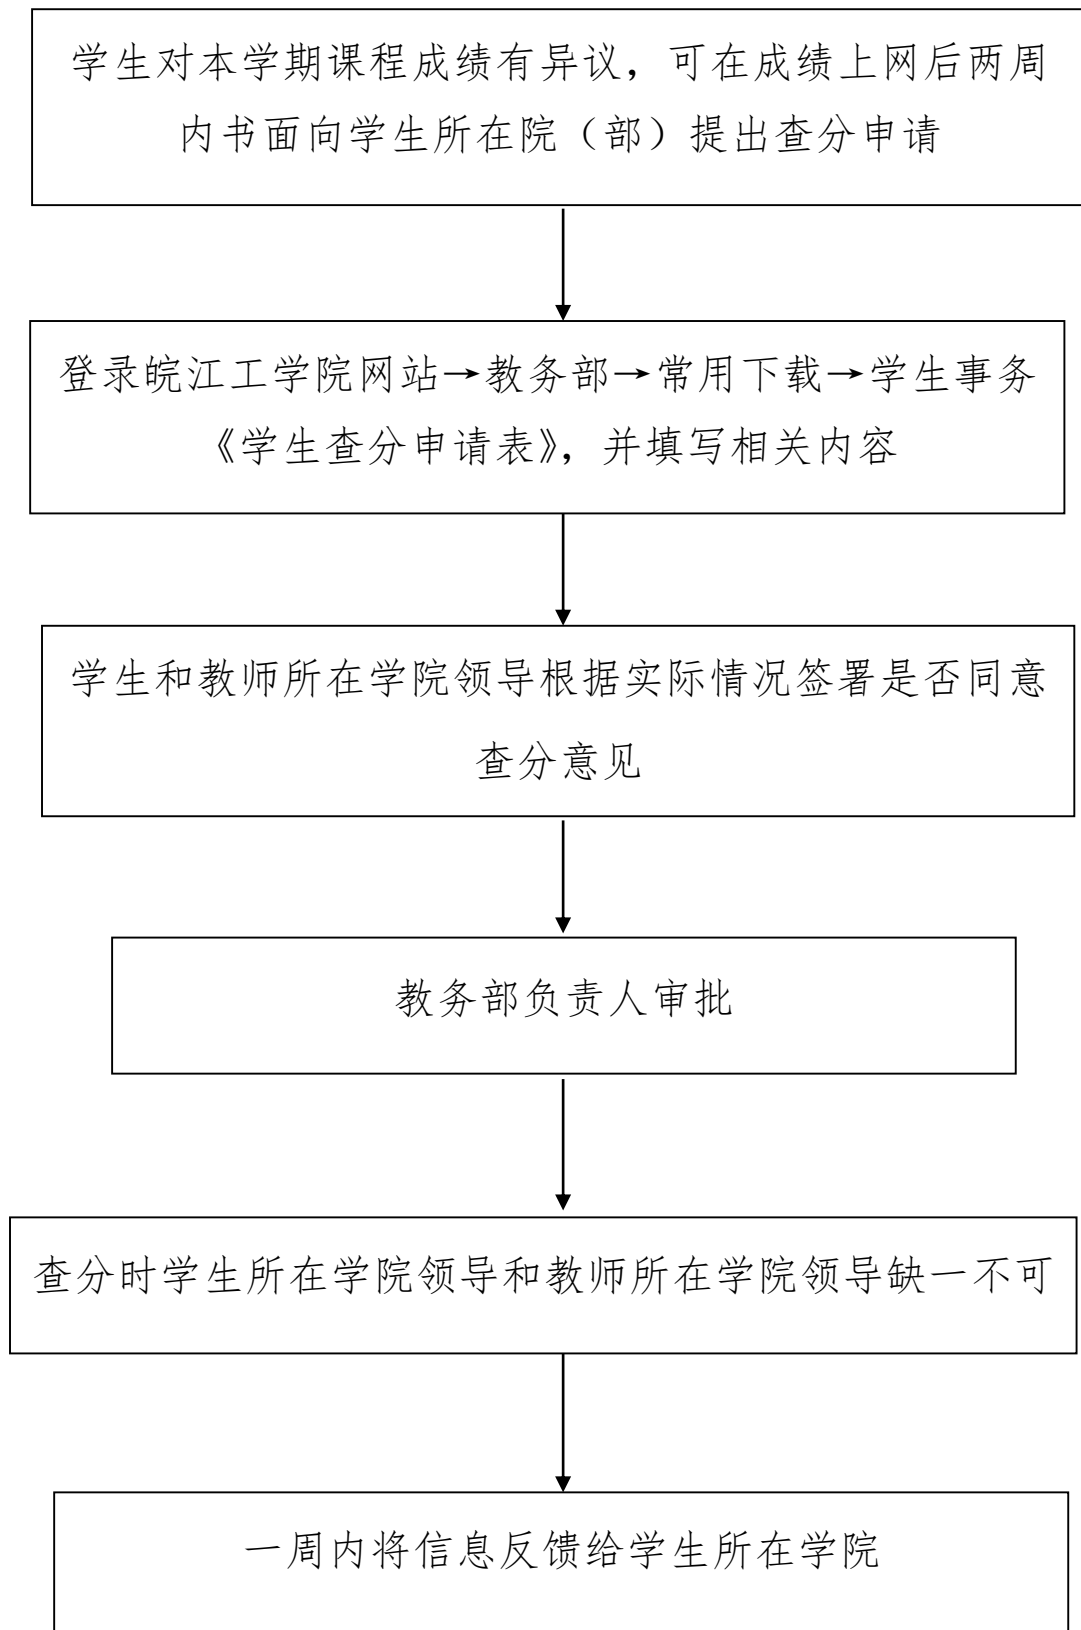 学生对本学期课程成绩有异议，可在成绩上网后两周
内书面向学生所在院（部）提出查分申请
登录皖江工学院网站→教务部→常用下载→学生事务
《学生查分申请表》，并填写相关内容
学生和教师所在学院领导根据实际情况签署是否同意
查分意见
教务部负责人审批
查分时学生所在学院领导和教师所在学院领导缺一不可
一周内将信息反馈给学生所在学院